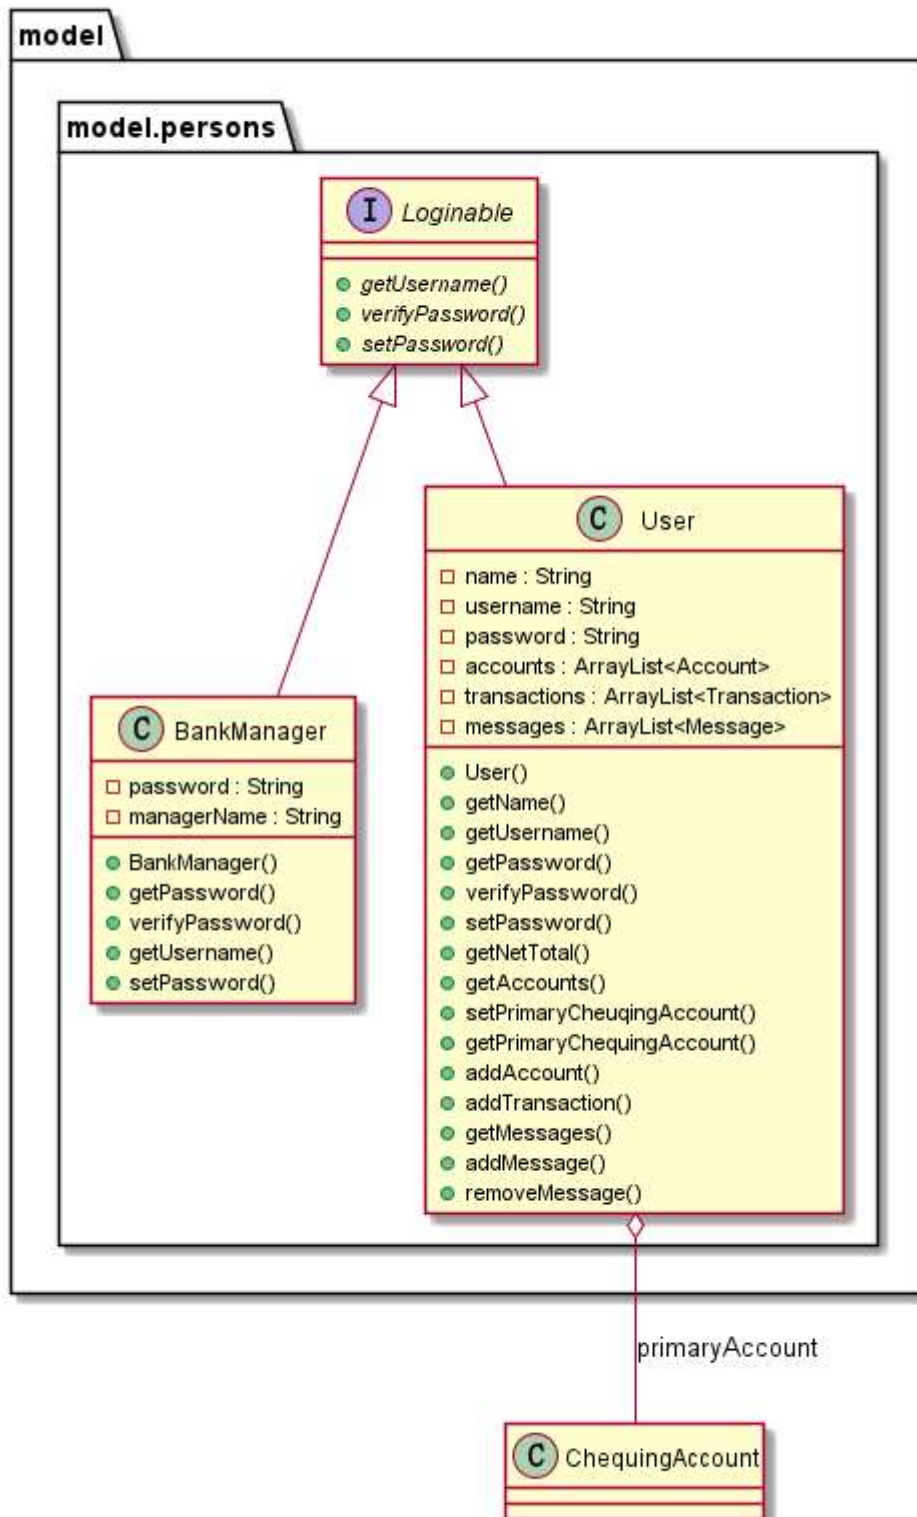 model
model.persons
I Loginable
getUsername()
verifyPassword()
setPassword()
C User
name : String
username : String
password : String
accounts : ArrayList<Account>
transactions : ArrayList<Transaction>
messages : ArrayList<Message>
User()
getName()
getUsername()
getPassword()
verifyPassword()
setPassword()
getNetTotal()
getAccounts()
setPrimaryCheuqingAccount()
getPrimaryChequingAccount()
addAccount()
addTransaction()
getMessages()
addMessage()
removeMessage()
C BankManager
password : String
managerName : String
BankManager()
getPassword()
verifyPassword()
getUsername()
setPassword()
primaryAccount
C ChequingAccount